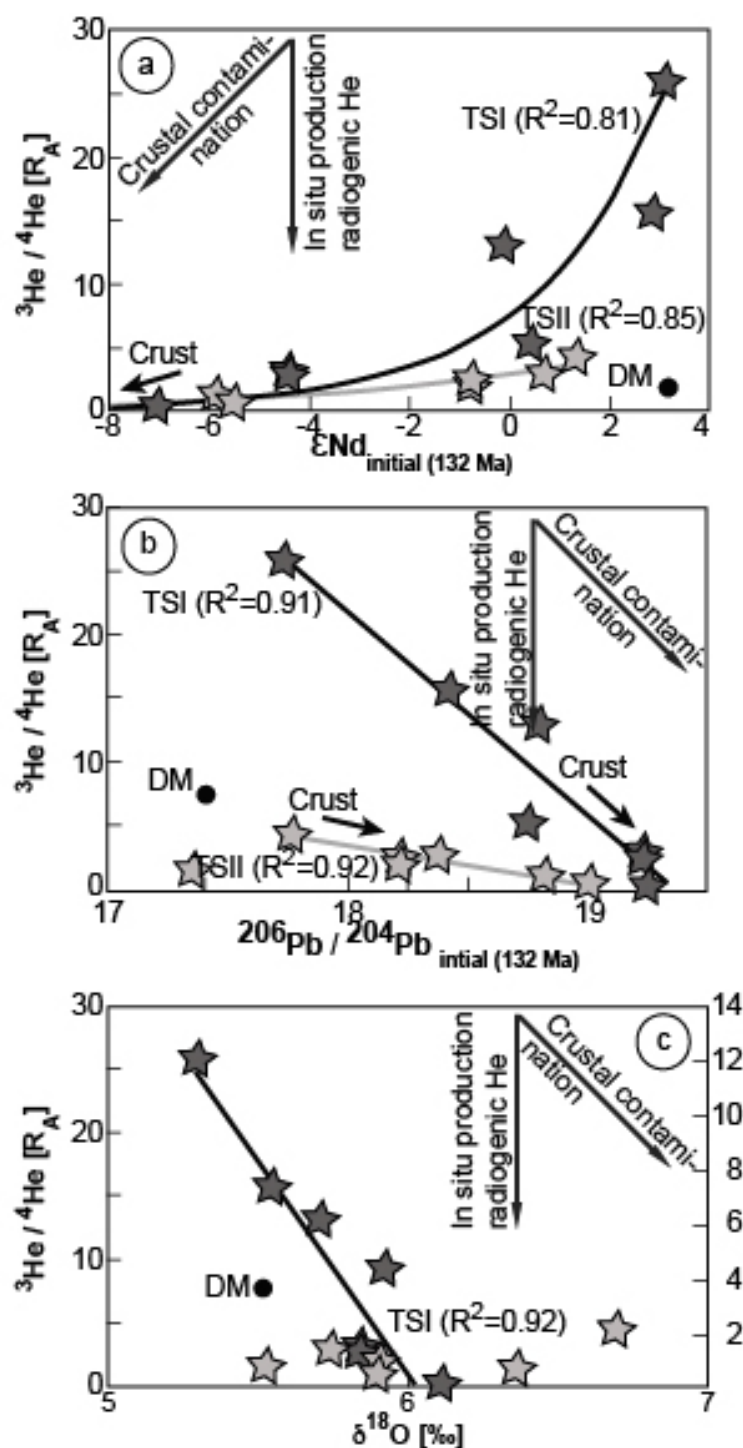 30
a
Crustal contami-
nation
In situ production
radiogenic He
TSI (R²=0.81)
³He / ⁴He [R_A]
20
10
TSII (R²=0.85)
Crust
DM
0
-8 -6 -4 -2 0 2 4
εNd initial (132 Ma)
30
b
In situ production
radiogenic He
Crustal contami-
nation
TSI (R²=0.91)
³He / ⁴He [R_A]
20
10
DM
Crust
Crust
TSII (R²=0.92)
0
17 18 19
²⁰⁶Pb / ²⁰⁴Pb intial (132 Ma)
30 14
c
In situ production
radiogenic He
Crustal contami-
nation
12
10
³He / ⁴He [R_A]
20
8
6
10
4
DM
TSI (R²=0.92)
2
0
5 6 7
δ¹⁸O [‰]